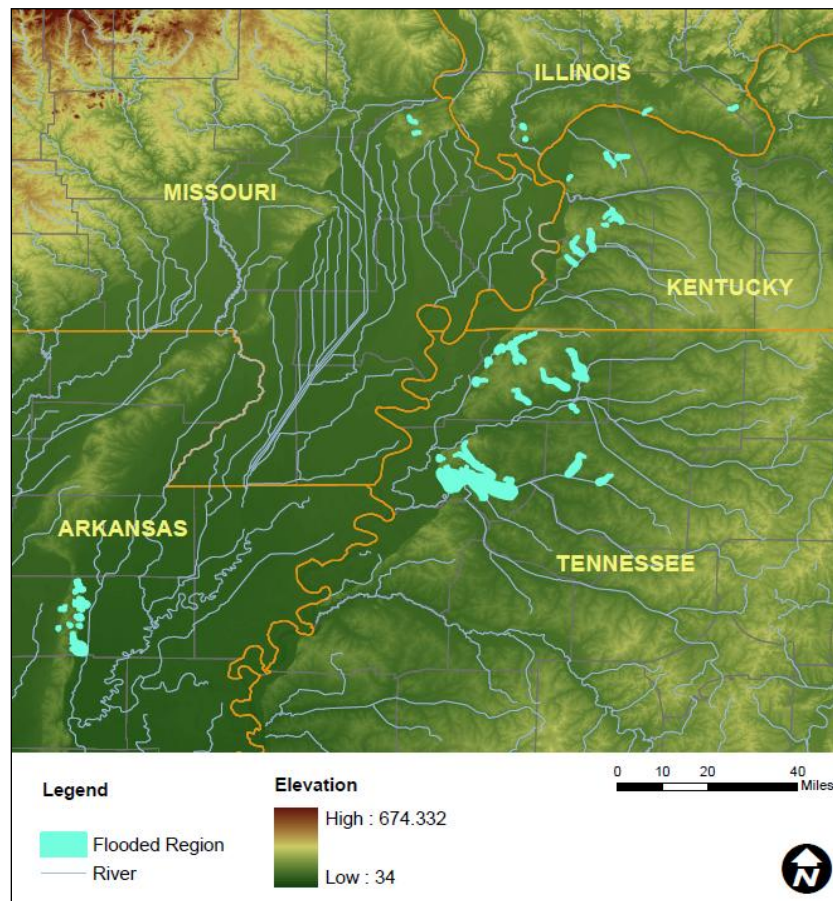 ILLINOIS
MISSOURI
KENTUCKY
ARKANSAS
TENNESSEE
Legend
Flooded Region
River
Elevation
High : 674.332
Low : 34
0 10 20 40
Miles
N